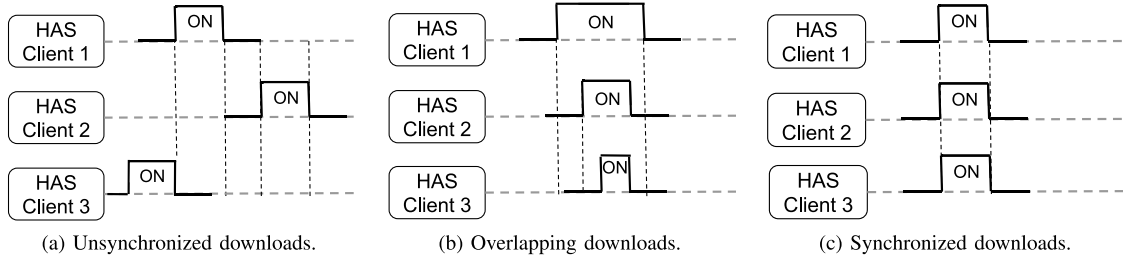 HAS
Client 1
ON
HAS
Client 2
ON
HAS
Client 3
ON
(a) Unsynchronized downloads.
HAS
Client 1
ON
HAS
Client 2
ON
HAS
Client 3
ON
(b) Overlapping downloads.
HAS
Client 1
ON
HAS
Client 2
ON
HAS
Client 3
ON
(c) Synchronized downloads.